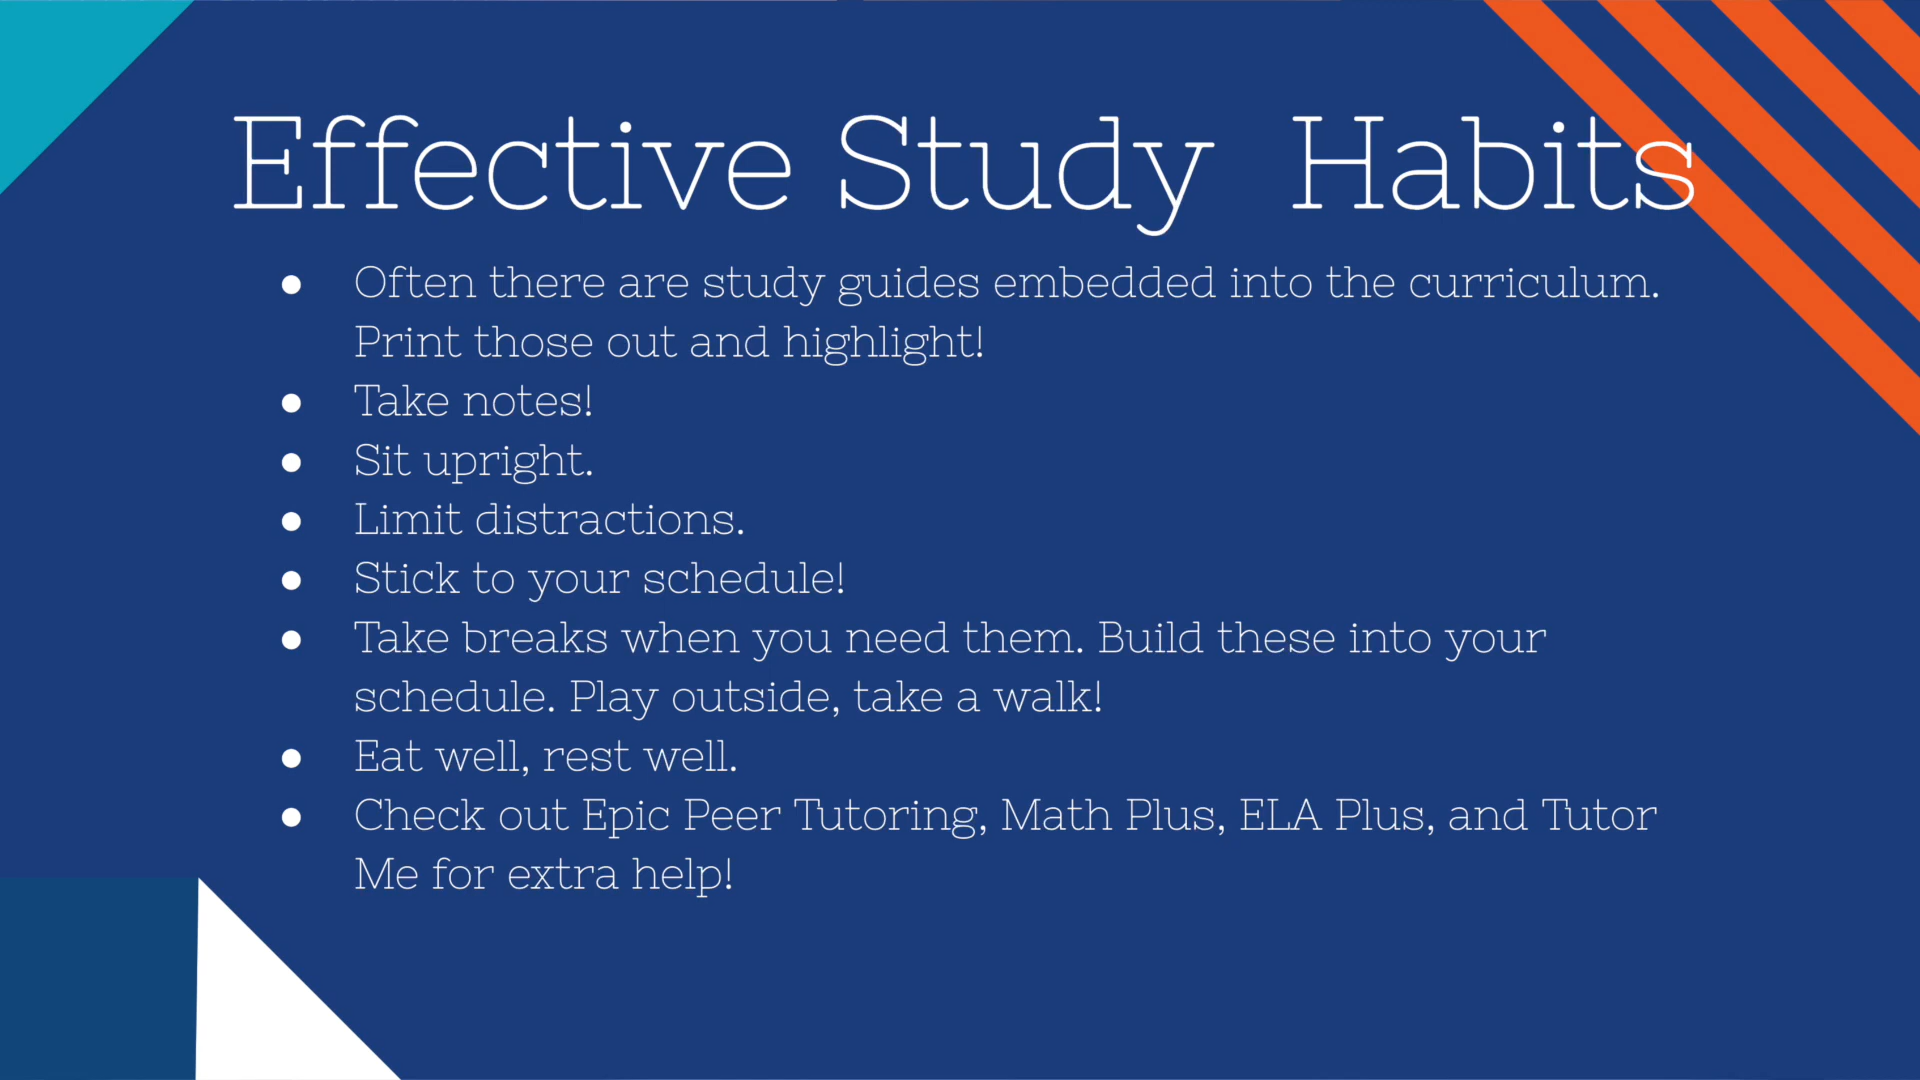 Effective Study Habits
● Often there are study guides embedded into the curriculum.
Print those out and highlight!
● Take notes!
● Sit upright.
● Limit distractions.
● Stick to your schedule!
● Take breaks when you need them. Build these into your
schedule. Play outside, take a walk!
● Eat well, rest well.
● Check out Epic Peer Tutoring, Math Plus, ELA Plus, and Tutor
Me for extra help!